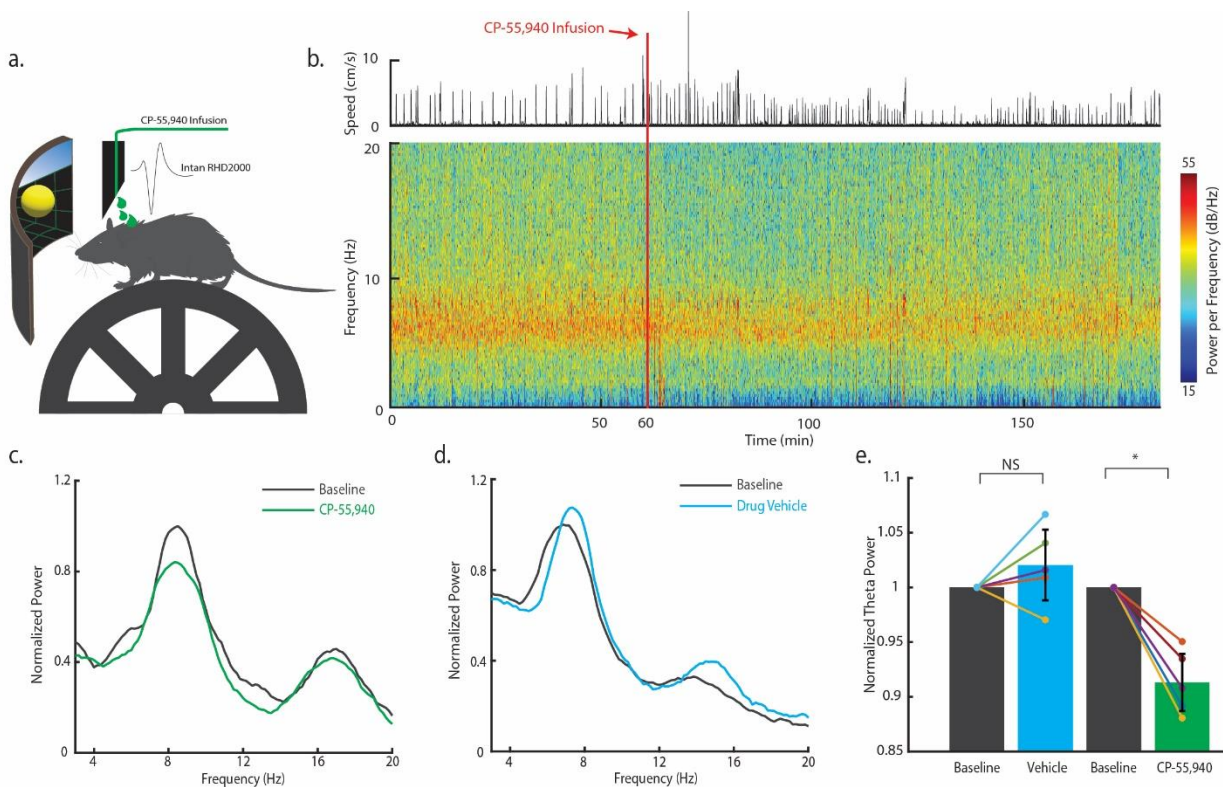 a.
CP-55,940 Infusion
Intan RHD2000
b.
CP-55,940 Infusion
Speed (cm/s)
10
0
Frequency (Hz)
20
10
0
0
50
60
100
150
Time (min)
55
15
Power per Frequency (dB/Hz)
c.
Baseline
CP-55,940
Normalized Power
1.2
0.8
0.4
0
4
8
12
16
20
Frequency (Hz)
d.
Baseline
Drug Vehicle
Normalized Power
1.2
0.8
0.4
0
4
8
12
16
20
Frequency (Hz)
e.
NS
*
Normalized Theta Power
1.1
1.05
1
0.95
0.9
0.85
Baseline
Vehicle
Baseline
CP-55,940